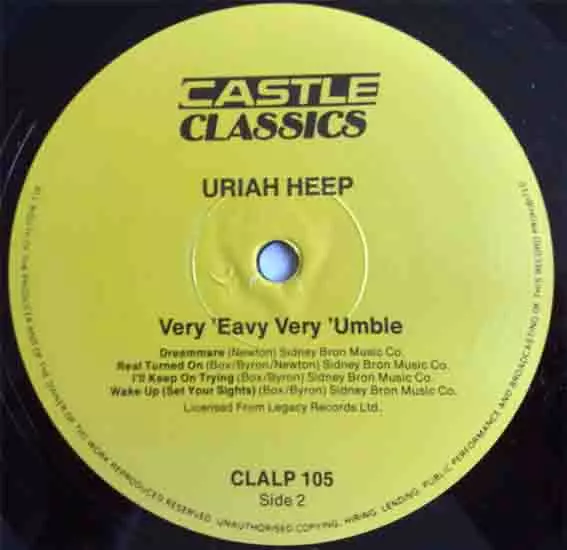 CASTLE
CLASSICS
URIAH HEEP
Very 'Eavy Very 'Umble
Dreammare (Newton) Sidney Bron Music Co.
Real Turned On (Box/Byron/Newton) Sidney Bron Music Co.
I'll Keep On Trying (Box/Byron) Sidney Bron Music Co.
Wake Up (Set Your Sights) (Box/Byron) Sidney Bron Music Co.
Licensed From Legacy Records Ltd.
CLALP 105
Side 2
ALL RIGHTS OF THE PRODUCER AND OF THE OWNER OF THE WORK REPRODUCED RESERVED. UNAUTHORISED COPYING, HIRING, LENDING, PUBLIC PERFORMANCE AND BROADCASTING OF THIS RECORD PROHIBITED